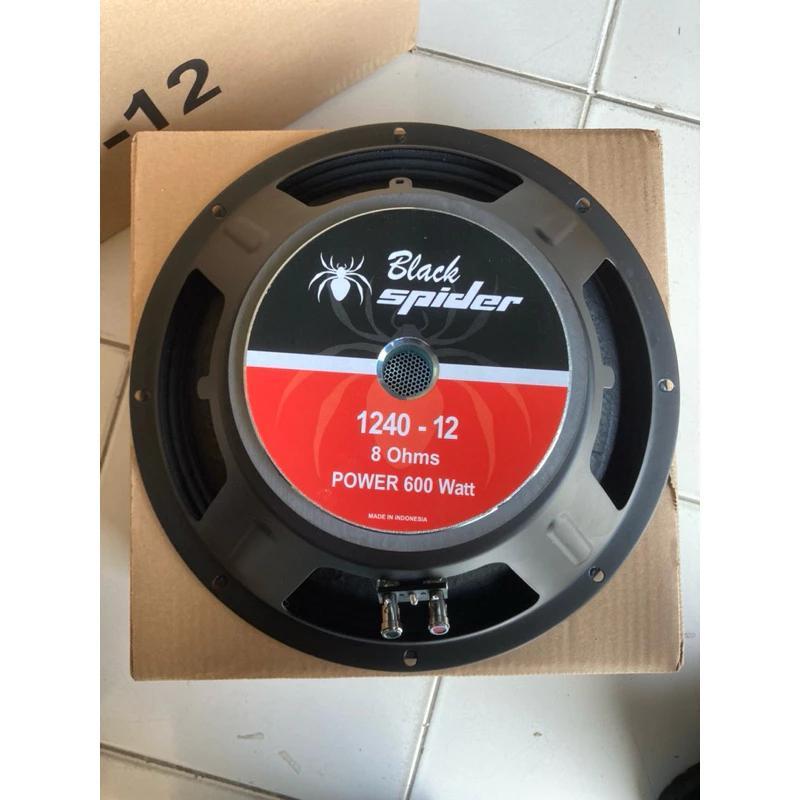 -12
Black
spider
1240 - 12
8 Ohms
POWER 600 Watt
MADE IN INDONESIA